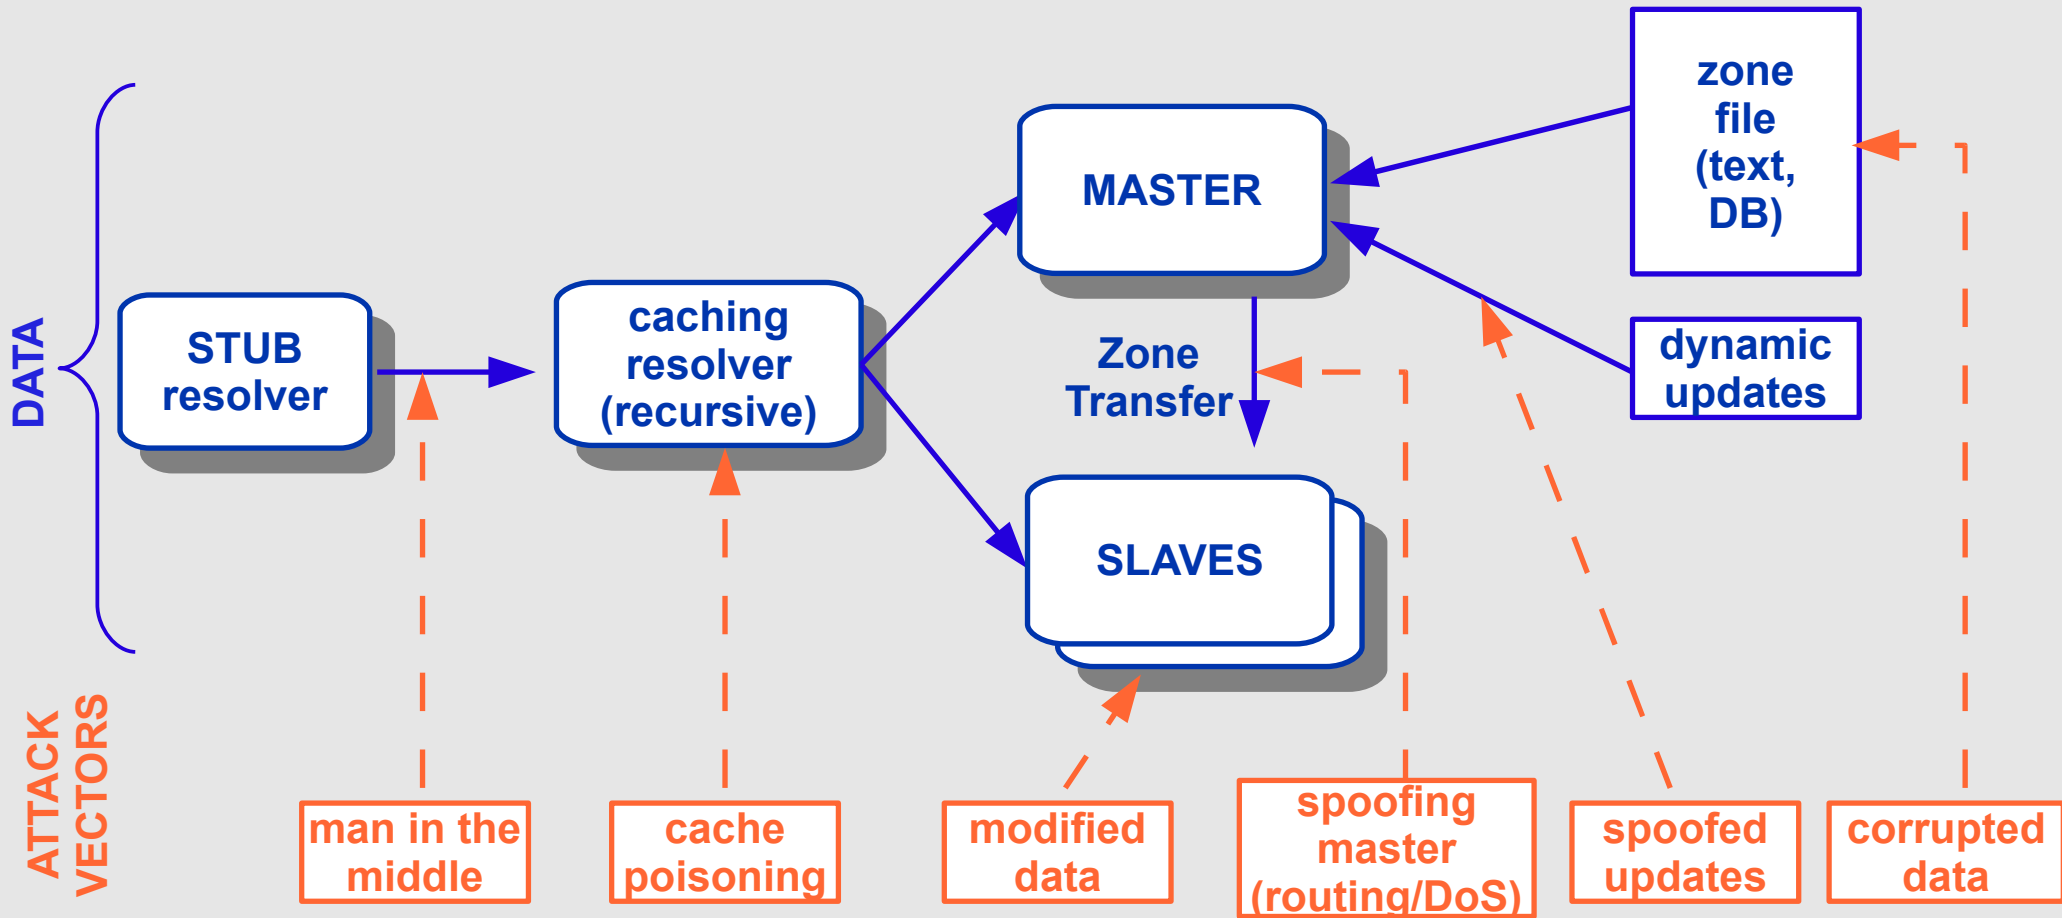 DATA
STUB
resolver
caching
resolver
(recursive)
MASTER
Zone
Transfer
SLAVES
zone
file
(text,
DB)
dynamic
updates
ATTACK
VECTORS
man in the
middle
cache
poisoning
modified
data
spoofing
master
(routing/DoS)
spoofed
updates
corrupted
data